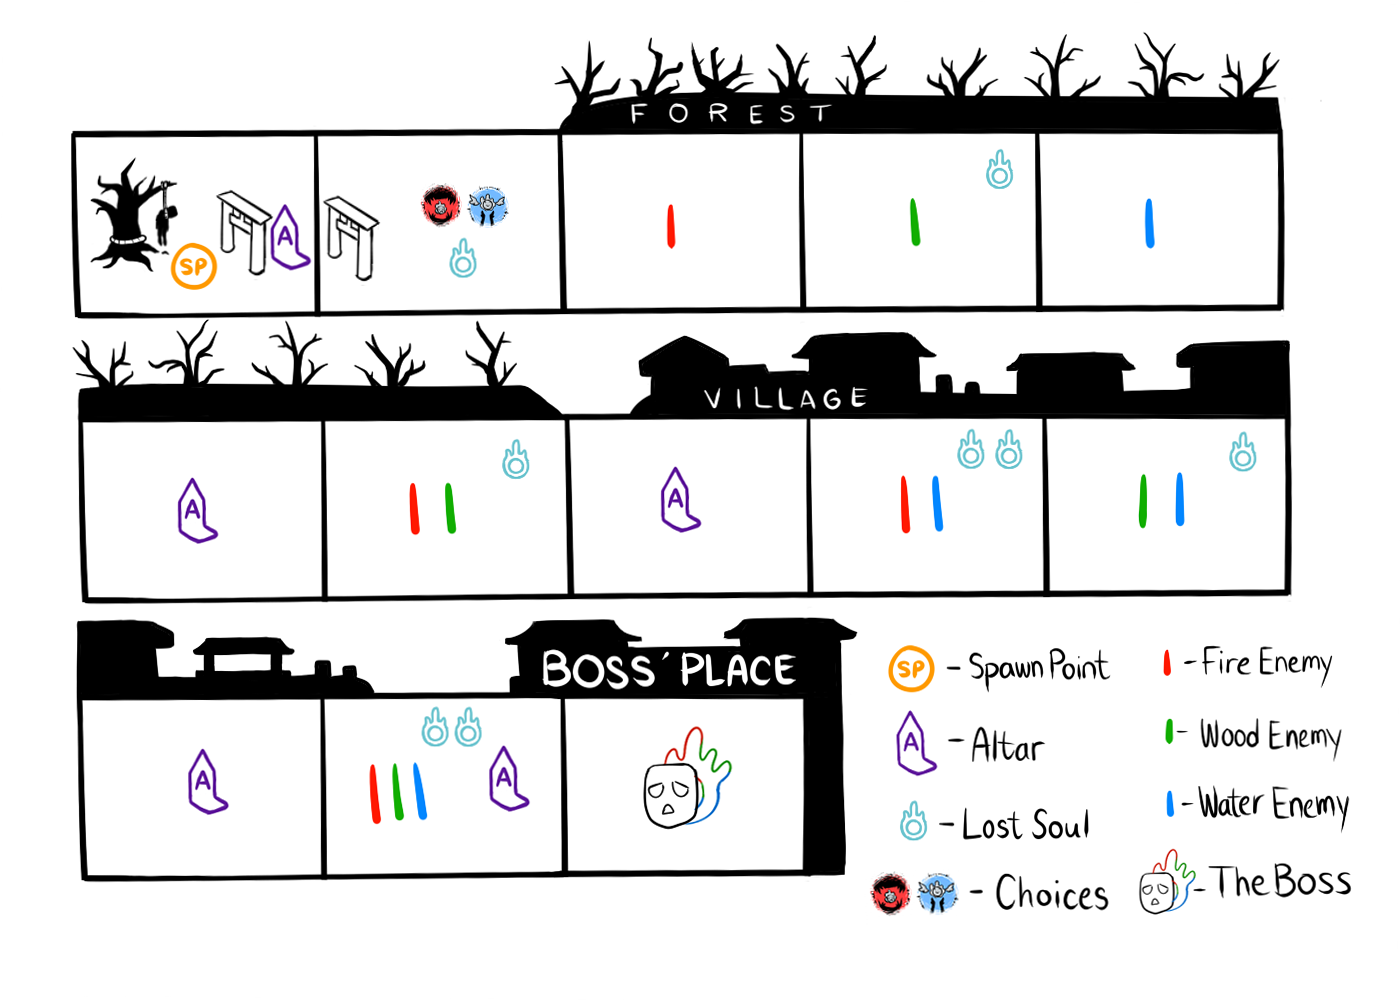 FOREST
SP
A
A
VILLAGE
A
BOSS' PLACE
A
A
SP - Spawn Point
- Fire Enemy
A - Altar
- Wood Enemy
- Lost Soul
- Water Enemy
- Choices
- The Boss